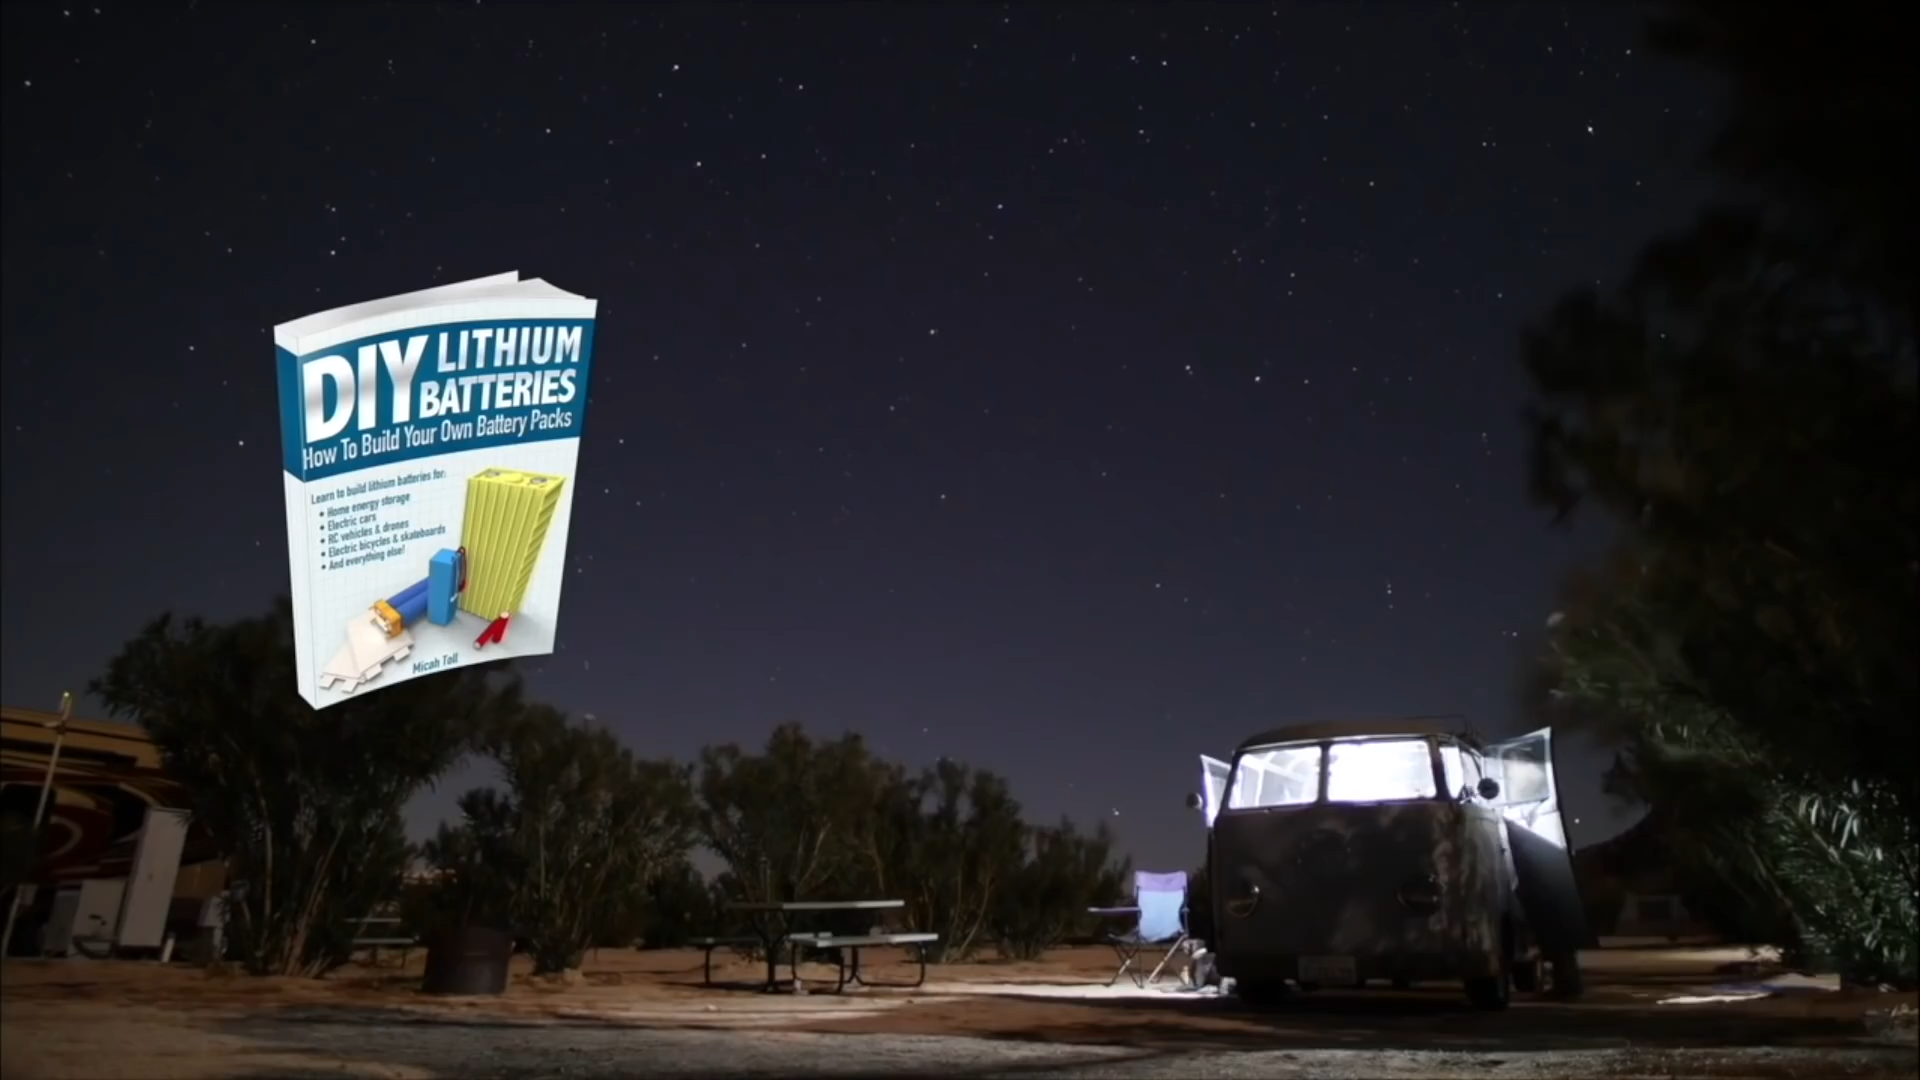 DIY LITHIUM
BATTERIES
How To Build Your Own Battery Packs
Learn to build lithium batteries for:
• Home energy storage
• Electric cars
• RC vehicles & drones
• Electric bicycles & skateboards
• And everything else!
Micah Toll